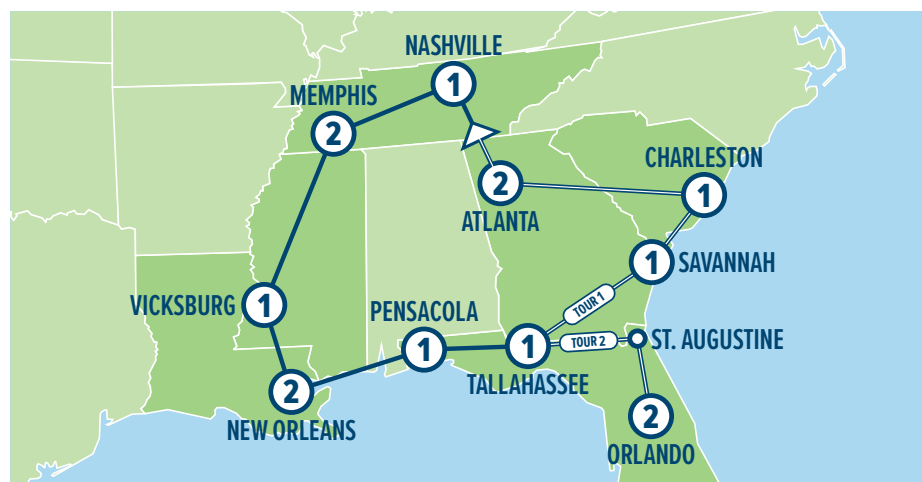 NASHVILLE
1
MEMPHIS
2
CHARLESTON
1
2
ATLANTA
1
SAVANNAH
TOUR 1
VICKSBURG
1
PENSACOLA
1
1
TALLAHASSEE
TOUR 2
ST. AUGUSTINE
2
NEW ORLEANS
2
ORLANDO